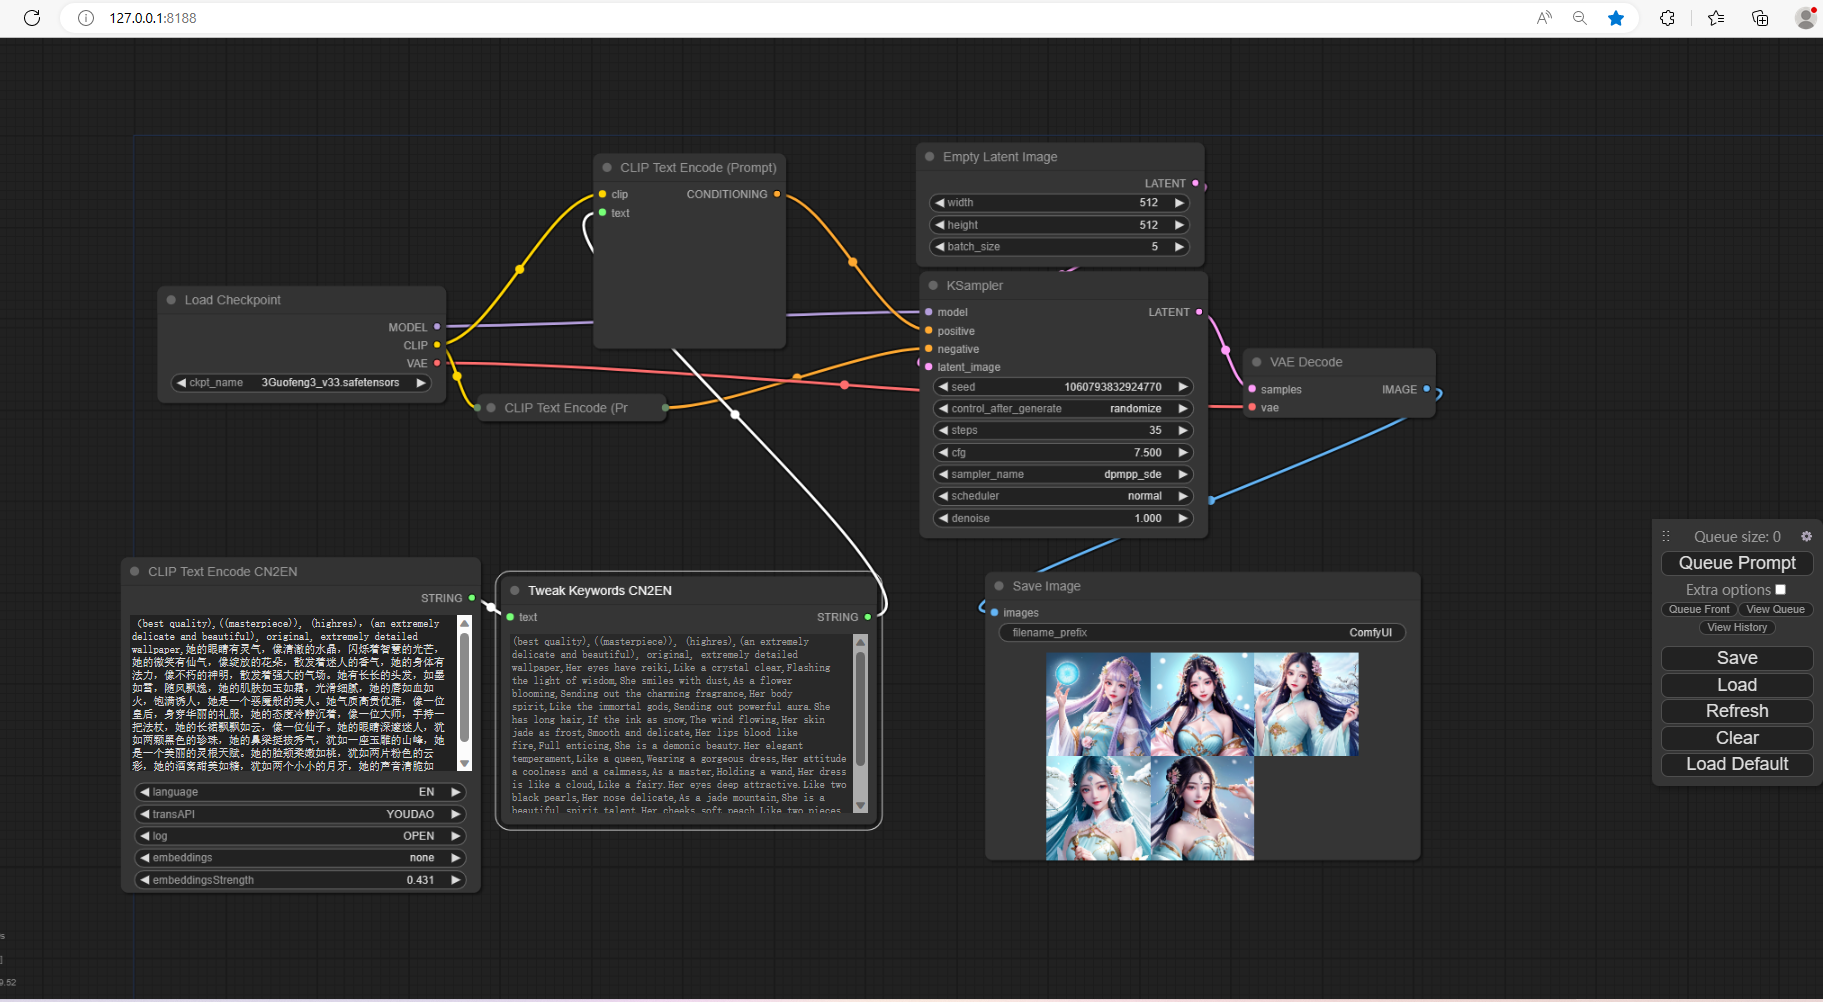 127.0.0.1:8188
CLIP Text Encode (Prompt)
clip
CONDITIONING
text
Empty Latent Image
LATENT
width
512
height
512
batch_size
5
Load Checkpoint
MODEL
CLIP
VAE
ckpt_name
3Guofeng3_v33.safetensors
CLIP Text Encode (Pr
KSampler
model
LATENT
positive
negative
latent_image
seed
1060793832924770
control_after_generate
randomize
steps
35
cfg
7.500
sampler_name
dpmpp_sde
scheduler
normal
denoise
1.000
VAE Decode
samples
IMAGE
vae
CLIP Text Encode CN2EN
STRING
(best quality),((masterpiece)), (highres), (an extremely
delicate and beautiful), original, extremely detailed
wallpaper,她的眼睛有灵气，像清澈的水晶，闪烁着智慧的光芒，
她的微笑有仙气，像绽放的花朵，散发着迷人的香气，她的身体有
法力，像不朽的神明，散发着强大的气场。她有长长的头发，如墨
如雪，随风飘逸，她的肌肤如玉如霜，光滑细腻，她的唇如血如
火，饱满诱人，她是一个恶魔般的美人。她气质高贵优雅，像一位
皇后，身穿华丽的礼服，她的态度冷静沉着，像一位大师，手持一
把法杖，她的长裙飘飘如云，像一位仙子。她的眼睛深邃迷人，犹
如两颗黑色的珍珠，她的鼻梁挺拔秀气，犹如一座玉雕的山峰，她
是一个美丽的灵根天赋。她的脸颊柔嫩如桃，犹如两片粉色的云
彩，她的酒窝甜美如糖，犹如两个小小的月牙，她的声音清脆如
language
EN
transAPI
YOUDAO
log
OPEN
embeddings
none
embeddingsStrength
0.431
Tweak Keywords CN2EN
text
STRING
(best quality),((masterpiece)), (highres),(an extremely
delicate and beautiful), original, extremely detailed
wallpaper,Her eyes have reiki,Like a crystal clear,Flashing
the light of wisdom,She smiles with dust,As a flower
blooming,Sending out the charming fragrance,Her body
spirit,Like the immortal gods,Sending out powerful aura.She
has long hair,If the ink as snow,The wind flowing,Her skin
jade as frost,Smooth and delicate,Her lips blood like
fire,Full enticing,She is a demonic beauty.Her elegant
temperament,Like a queen,Wearing a gorgeous dress,Her attitude
a coolness and a calmness,As a master,Holding a wand,Her dress
is like a cloud,Like a fairy.Her eyes deep attractive.Like two
black pearls,Her nose delicate,As a jade mountain,She is a
beautiful spirit talent.Her cheeks soft peach,Like two pieces
Save Image
images
filename_prefix
ComfyUI
Queue size: 0
Queue Prompt
Extra options
Queue Front
View Queue
View History
Save
Load
Refresh
Clear
Load Default
9.52